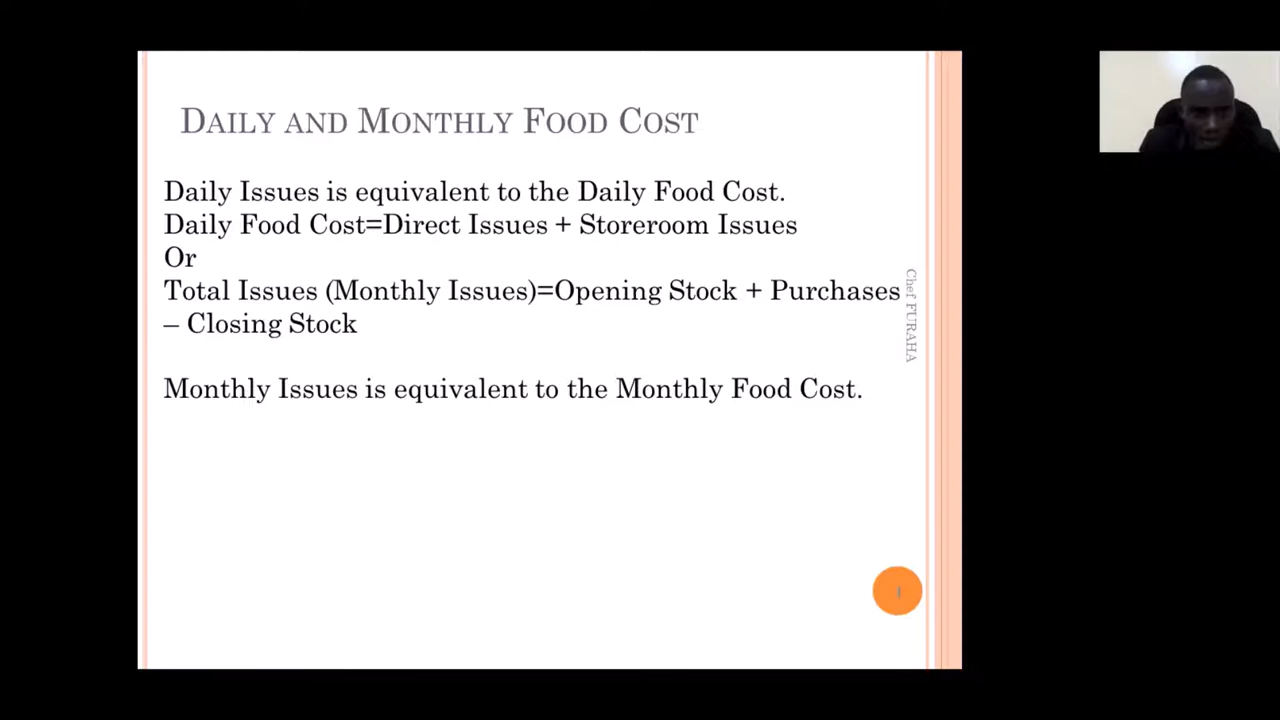 DAILY AND MONTHLY FOOD COST
Daily Issues is equivalent to the Daily Food Cost.
Daily Food Cost=Direct Issues + Storeroom Issues
Or
Total Issues (Monthly Issues)=Opening Stock + Purchases
– Closing Stock
Monthly Issues is equivalent to the Monthly Food Cost.
Chef FURAHA